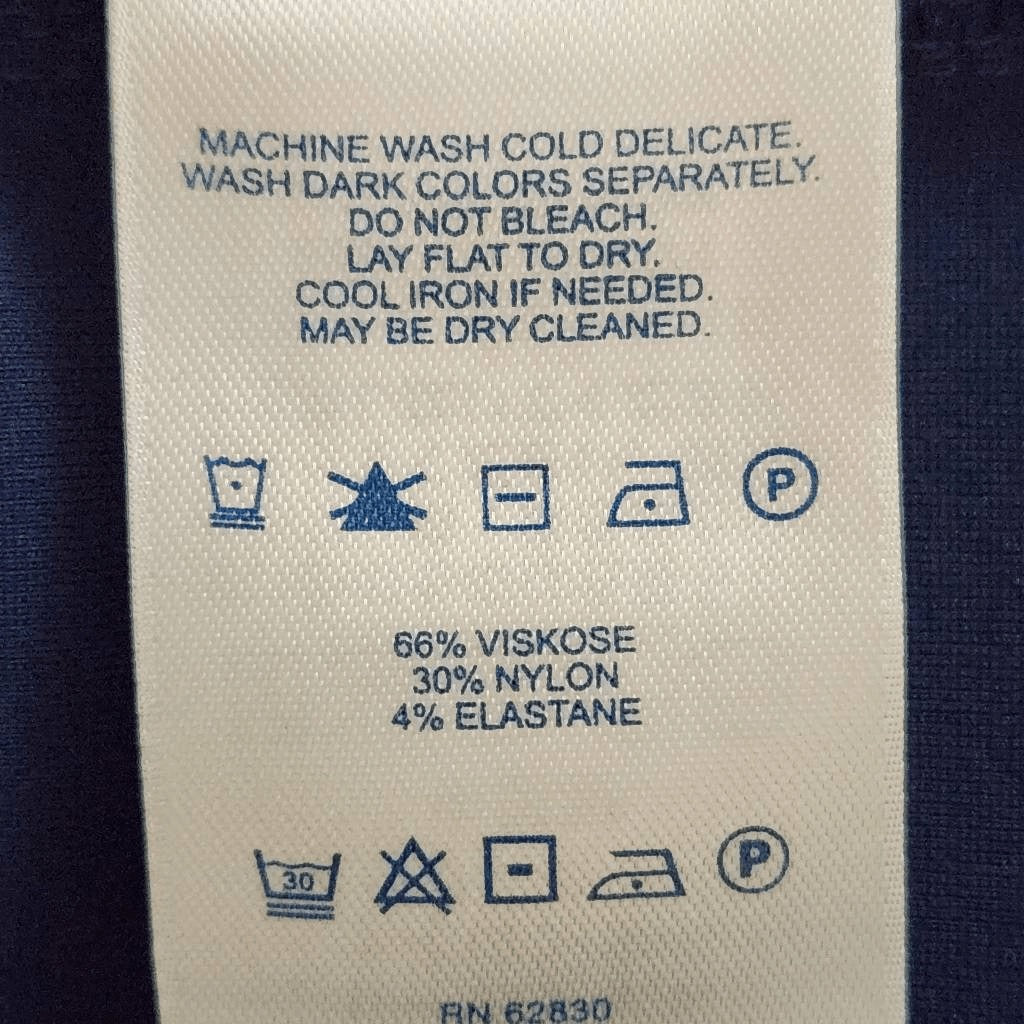 MACHINE WASH COLD DELICATE.
WASH DARK COLORS SEPARATELY.
DO NOT BLEACH.
LAY FLAT TO DRY.
COOL IRON IF NEEDED.
MAY BE DRY CLEANED.
P
66% VISKOSE
30% NYLON
4% ELASTANE
30 P
RN 62830